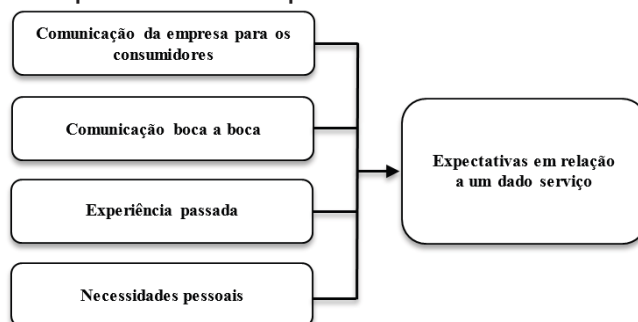 Comunicação da empresa para os
consumidores
Comunicação boca a boca
Experiência passada
Necessidades pessoais
Expectativas em relação
a um dado serviço